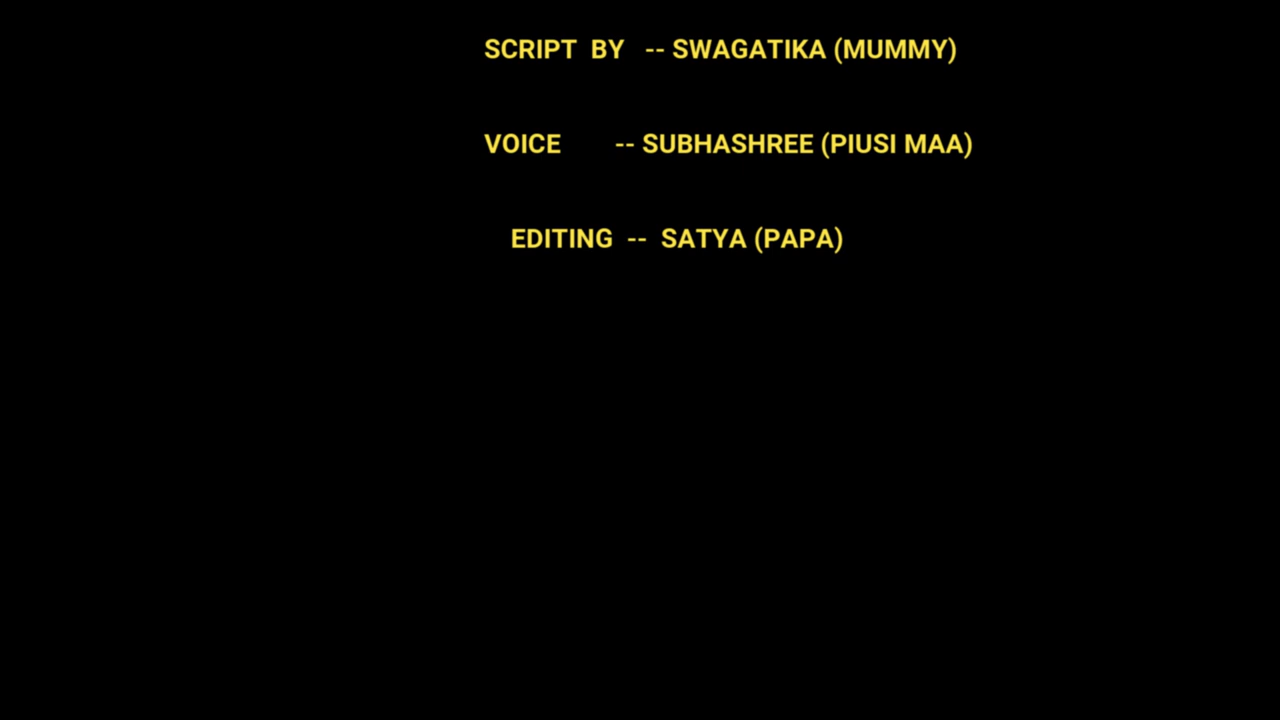 SCRIPT BY -- SWAGATIKA (MUMMY)
VOICE -- SUBHASHREE (PIUSI MAA)
EDITING -- SATYA (PAPA)